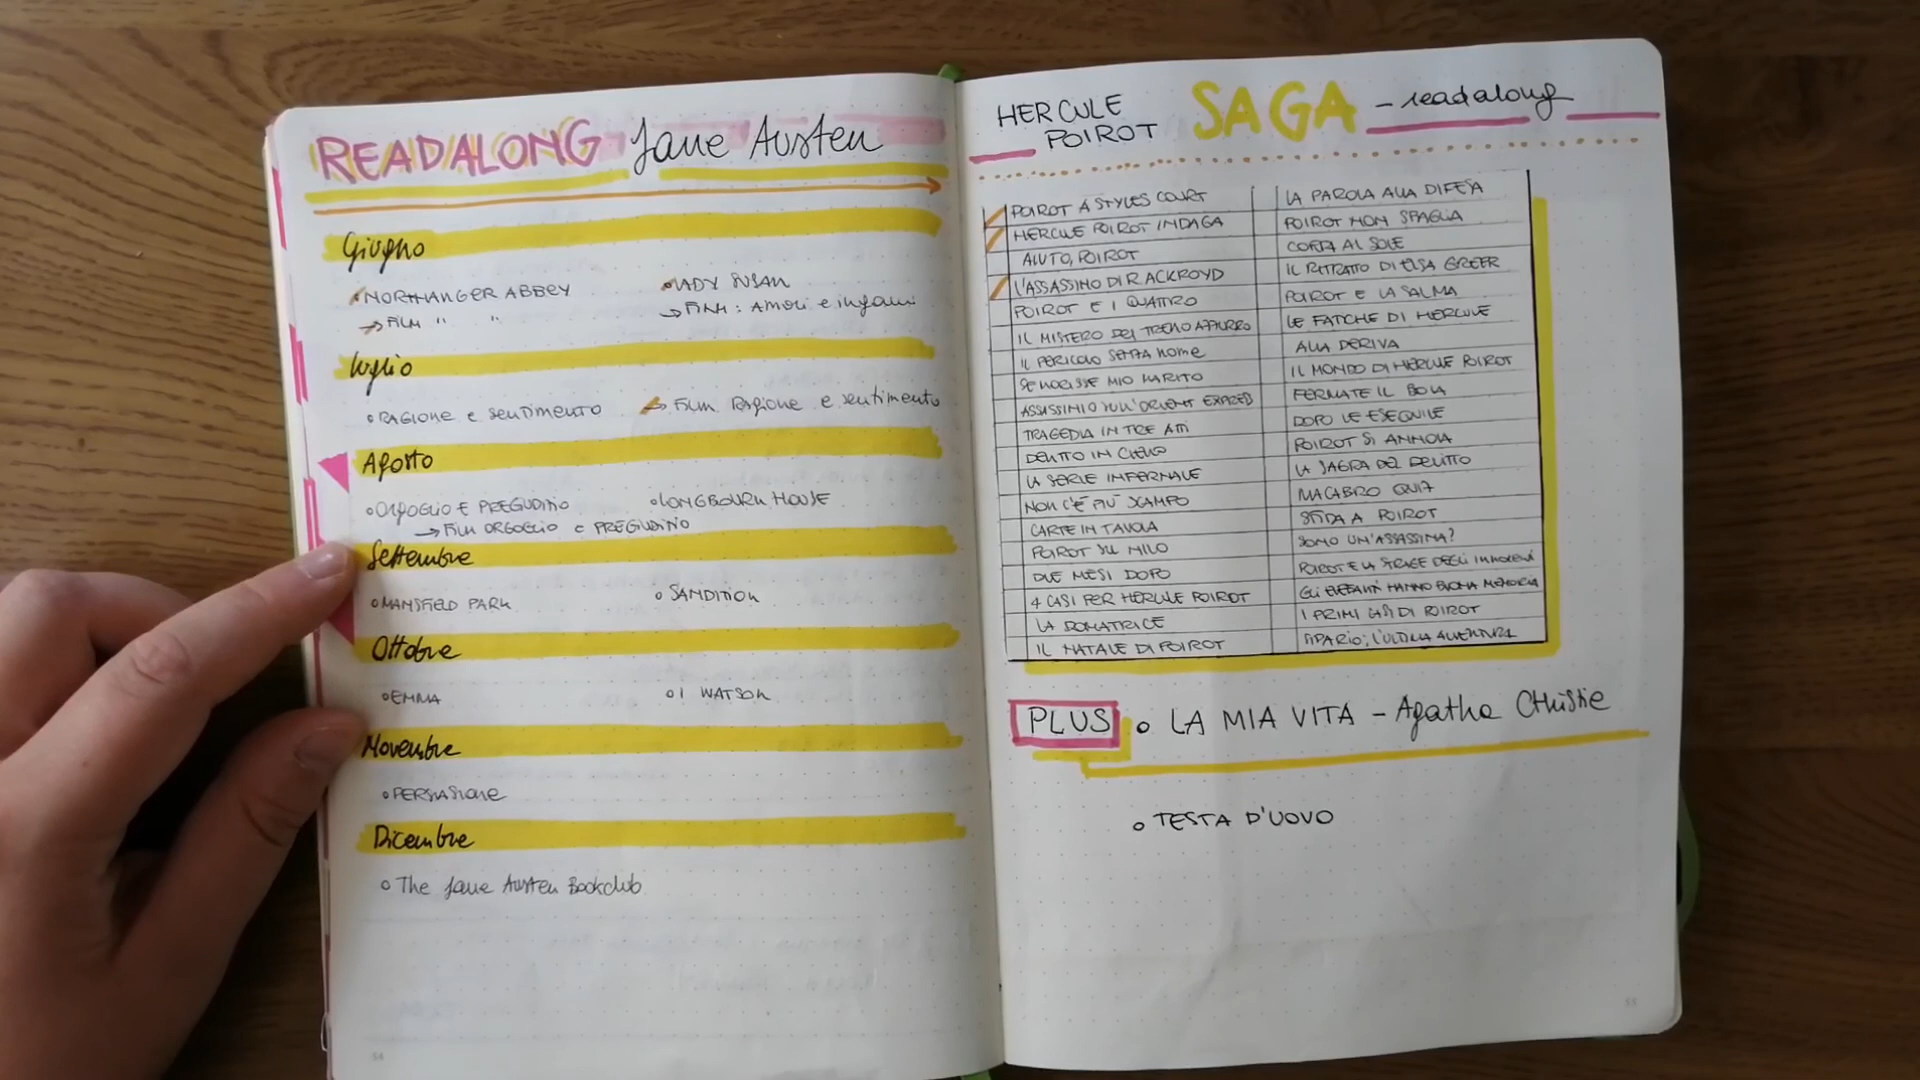 READALONG Jane Austen
Giugno
NORTHANGER ABBEY
LADY SUSAN
→ FILM " "
→ FILM: Amori e inganni
luglio
RAGIONE e sentimento
→ FILM Ragione e sentimento
Agosto
ORGOGLIO E PREGIUDIZIO
LONGBOURN HOUSE
→ FILM ORGOGLIO e PREGIUDIZIO
Settembre
MANSFIELD PARK
SANDITION
Ottobre
EMMA
I WATSON
Novembre
PERSUASIONE
Dicembre
The Jane Austen Bookclub
54
HERCULE POIROT SAGA - readalong
POIROT A STYLES COURT
HERCULE POIROT INDAGA
AIUTO, POIROT
L'ASSASSINO DI R ACKROYD
POIROT E I QUATTRO
IL MISTERO DEL TRENO AZZURRO
IL PERICOLO SENZA nome
SE MORISSE MIO MARITO
ASSASSINIO SULL'ORIENT EXPRESS
TRAGEDIA IN TRE ATTI
DELITTO IN CIELO
LA SERIE INFERNALE
NON C'È PIÙ SCAMPO
CARTE IN TAVOLA
POIROT SUL NILO
DUE MESI DOPO
4 CASI PER HERCULE POIROT
LA DOMATRICE
IL NATALE DI POIROT
LA PAROLA ALLA DIFESA
POIROT NON SBAGLIA
CORPI AL SOLE
IL RITRATTO DI ELSA GREER
POIROT E LA SALMA
LE FATICHE DI HERCULE
ALLA DERIVA
IL MONDO DI HERCULE POIROT
FERMATE IL BOIA
DOPO LE ESEQUIE
POIROT SI ANNOIA
LA SAGRA DEL DELITTO
MACABRO QUIZ
SFIDA A POIROT
SONO UN'ASSASSINA?
POIROT E LA STRAGE DEGLI Innocenti
GLI ELEFANTI HANNO BUONA MEMORIA
I PRIMI CASI DI POIROT
SIPARIO, L'ULTIMA AVVENTURA
PLUS
LA MIA VITA - Agatha CHristie
TESTA D'UOVO
55